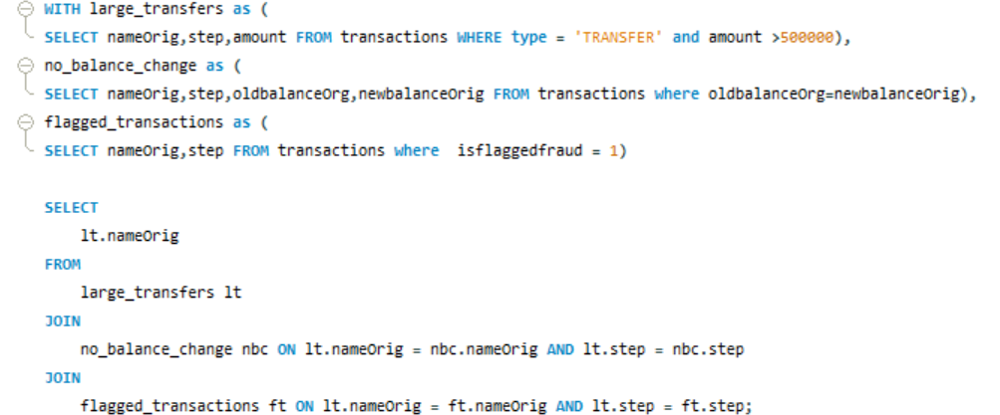 WITH large_transfers as (
SELECT nameOrig,step,amount FROM transactions WHERE type = 'TRANSFER' and amount >500000),
no_balance_change as (
SELECT nameOrig,step,oldbalanceOrg,newbalanceOrig FROM transactions where oldbalanceOrg=newbalanceOrig),
flagged_transactions as (
SELECT nameOrig,step FROM transactions where  isflaggedfraud = 1)
SELECT
lt.nameOrig
FROM
large_transfers lt
JOIN
no_balance_change nbc ON lt.nameOrig = nbc.nameOrig AND lt.step = nbc.step
JOIN
flagged_transactions ft ON lt.nameOrig = ft.nameOrig AND lt.step = ft.step;